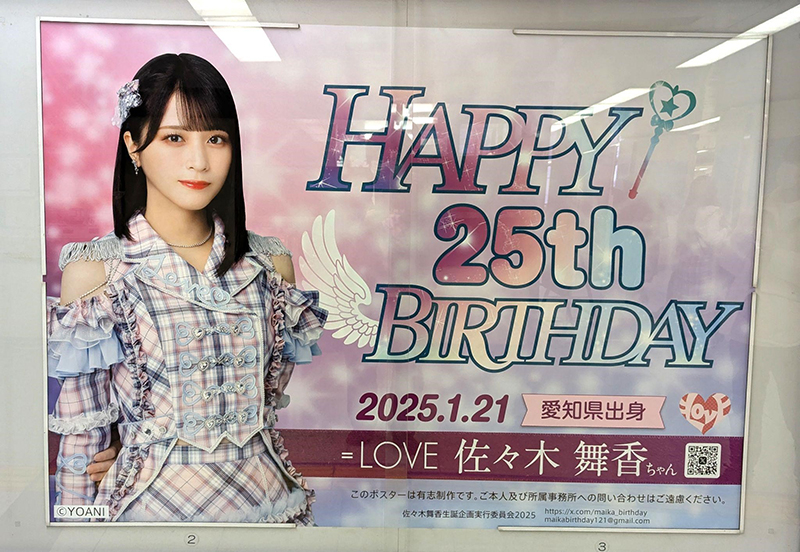 HAPPY
25th
BIRTHDAY
2025.1.21 愛知県出身 Love
=LOVE 佐々木 舞香ちゃん
このポスターは有志制作です。ご本人及び所属事務所への問い合わせはご遠慮ください。
佐々木舞香生誕企画実行委員会2025 https://x.com/maika_birthday
maikabirthday121@gmail.com
©YOANI
2 3